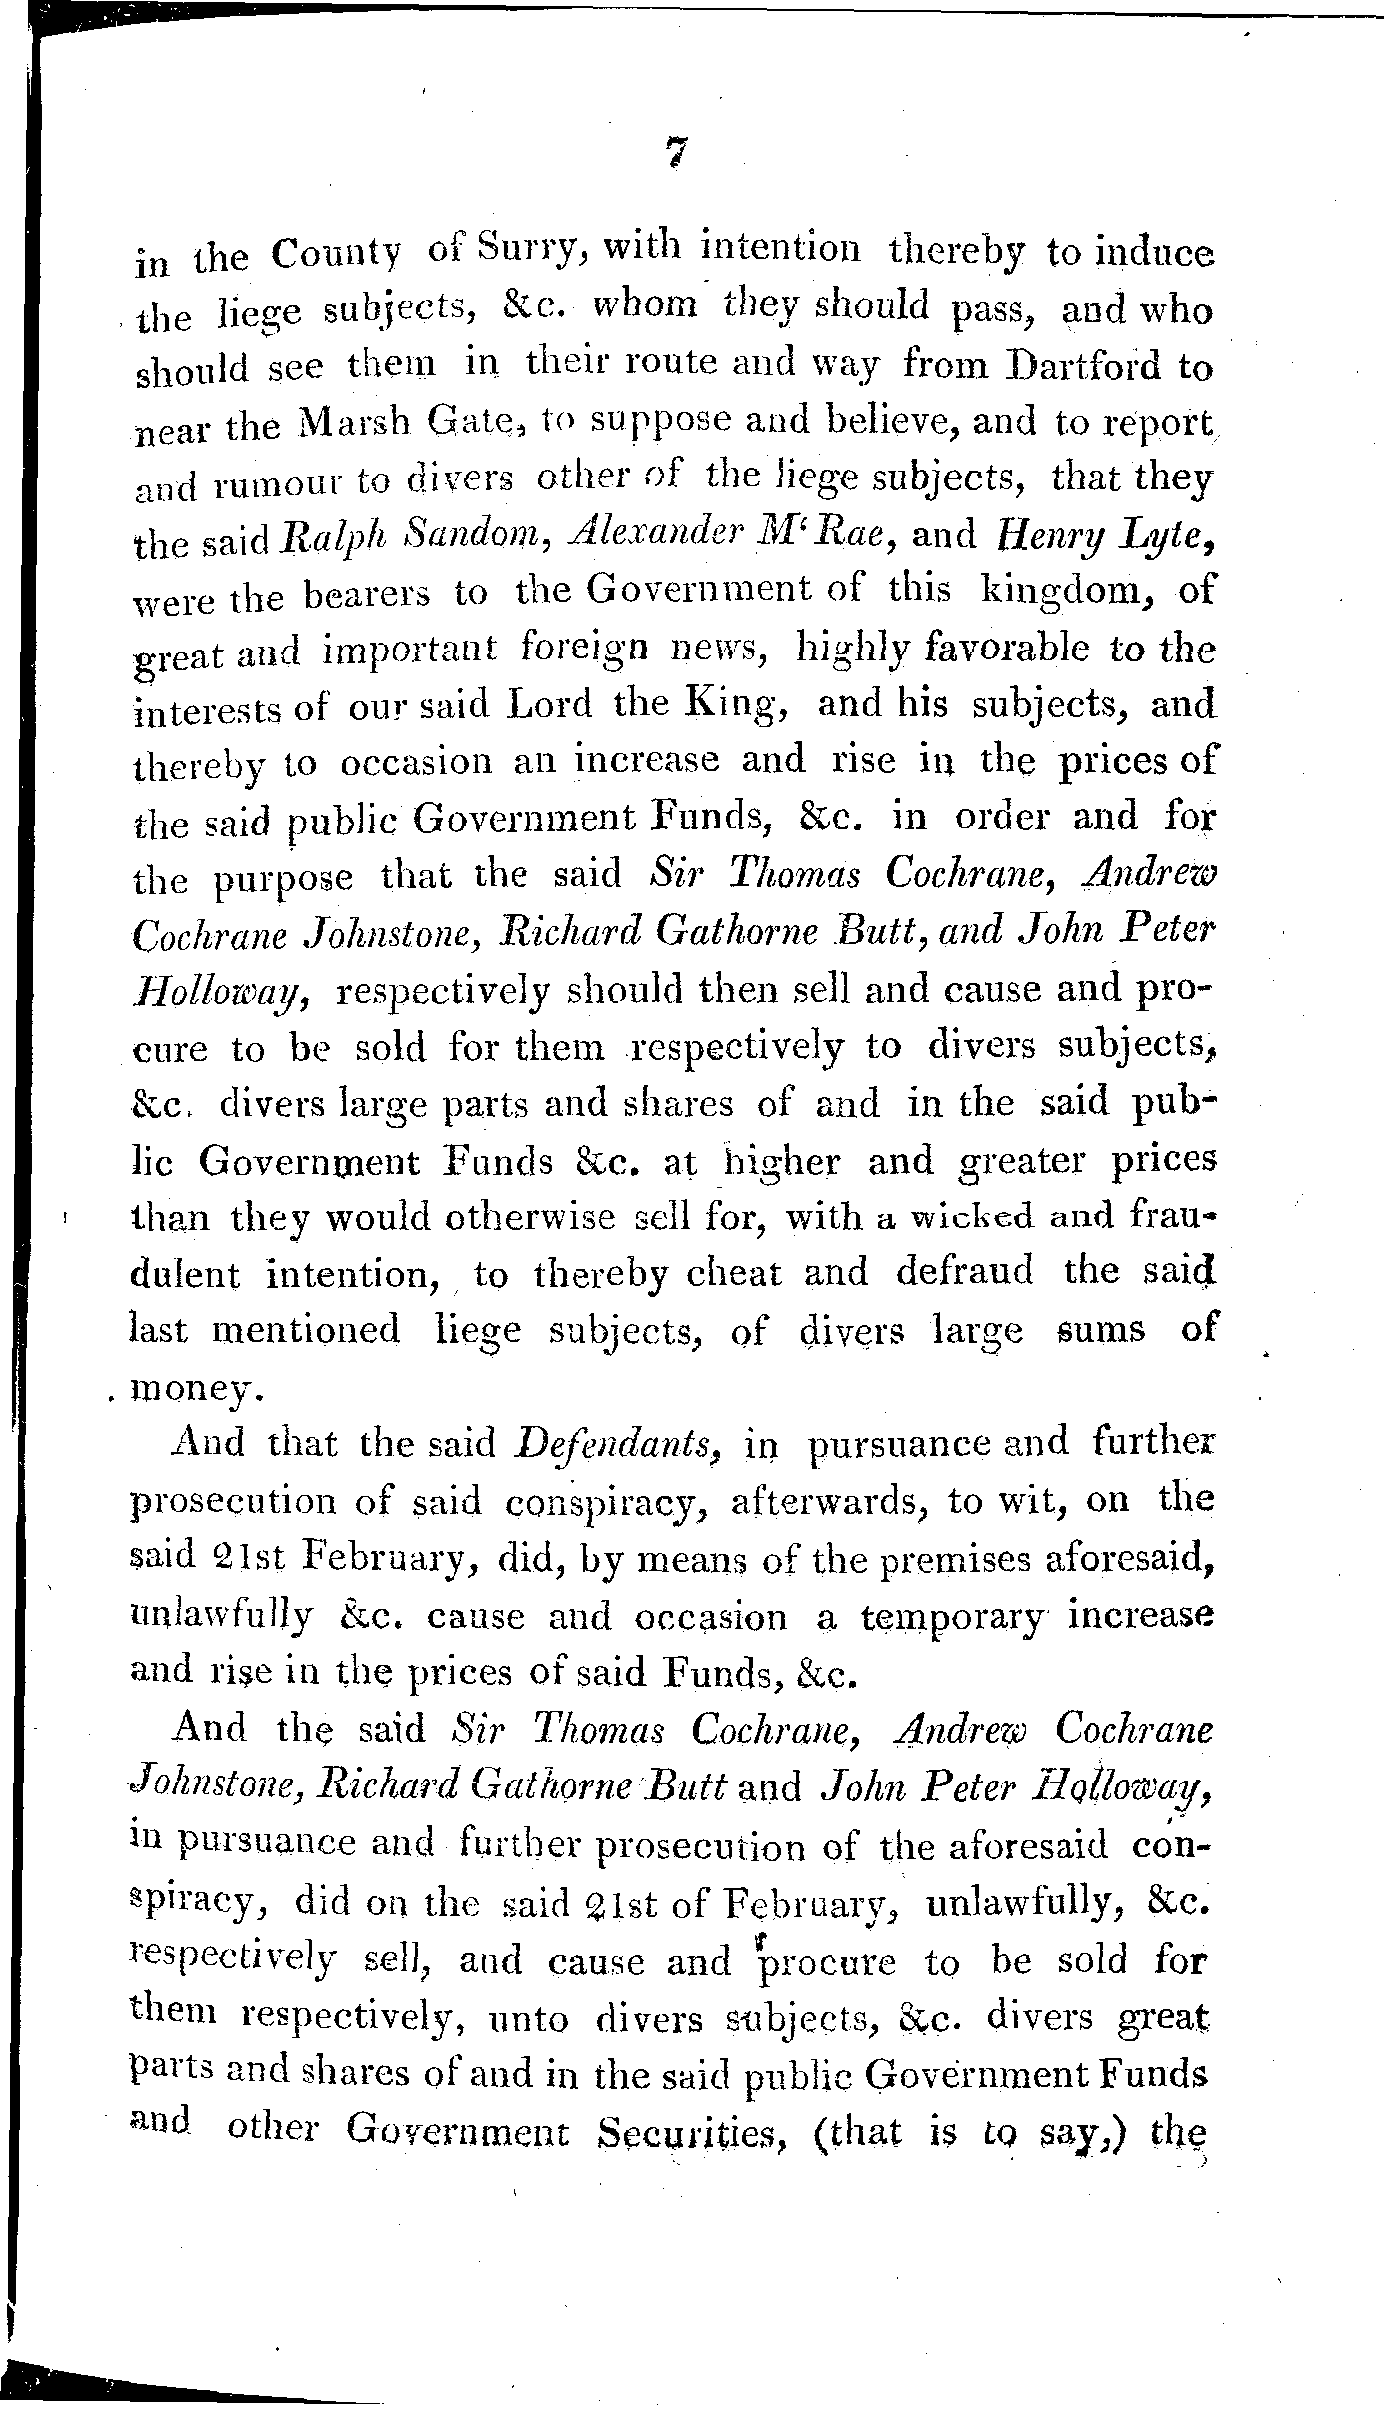 7
in the County of Surry, with intention thereby to induce
the liege subjects, &c. whom they should pass, and who
should see them in their route and way from Dartford to
near the Marsh Gate, to suppose and believe, and to report
and rumour to divers other of the liege subjects, that they
the said Ralph Sandom, Alexander M‘Rae, and Henry Lyte,
were the bearers to the Government of this kingdom, of
great and important foreign news, highly favorable to the
interests of our said Lord the King, and his subjects, and
thereby to occasion an increase and rise in the prices of
the said public Government Funds, &c. in order and for
the purpose that the said Sir Thomas Cochrane, Andrew
Cochrane Johnstone, Richard Gathorne Butt, and John Peter
Holloway, respectively should then sell and cause and pro-
cure to be sold for them respectively to divers subjects,
&c. divers large parts and shares of and in the said pub-
lic Government Funds &c. at higher and greater prices
than they would otherwise sell for, with a wicked and frau-
dulent intention, to thereby cheat and defraud the said
last mentioned liege subjects, of divers large sums of
money.
And that the said Defendants, in pursuance and further
prosecution of said conspiracy, afterwards, to wit, on the
said 21st February, did, by means of the premises aforesaid,
unlawfully &c. cause and occasion a temporary increase
and rise in the prices of said Funds, &c.
And the said Sir Thomas Cochrane, Andrew Cochrane
Johnstone, Richard Gathorne Butt and John Peter Holloway,
in pursuance and further prosecution of the aforesaid con-
spiracy, did on the said 21st of February, unlawfully, &c.
respectively sell, and cause and procure to be sold for
them respectively, unto divers subjects, &c. divers great
parts and shares of and in the said public Government Funds
and other Government Securities, (that is to say,) the